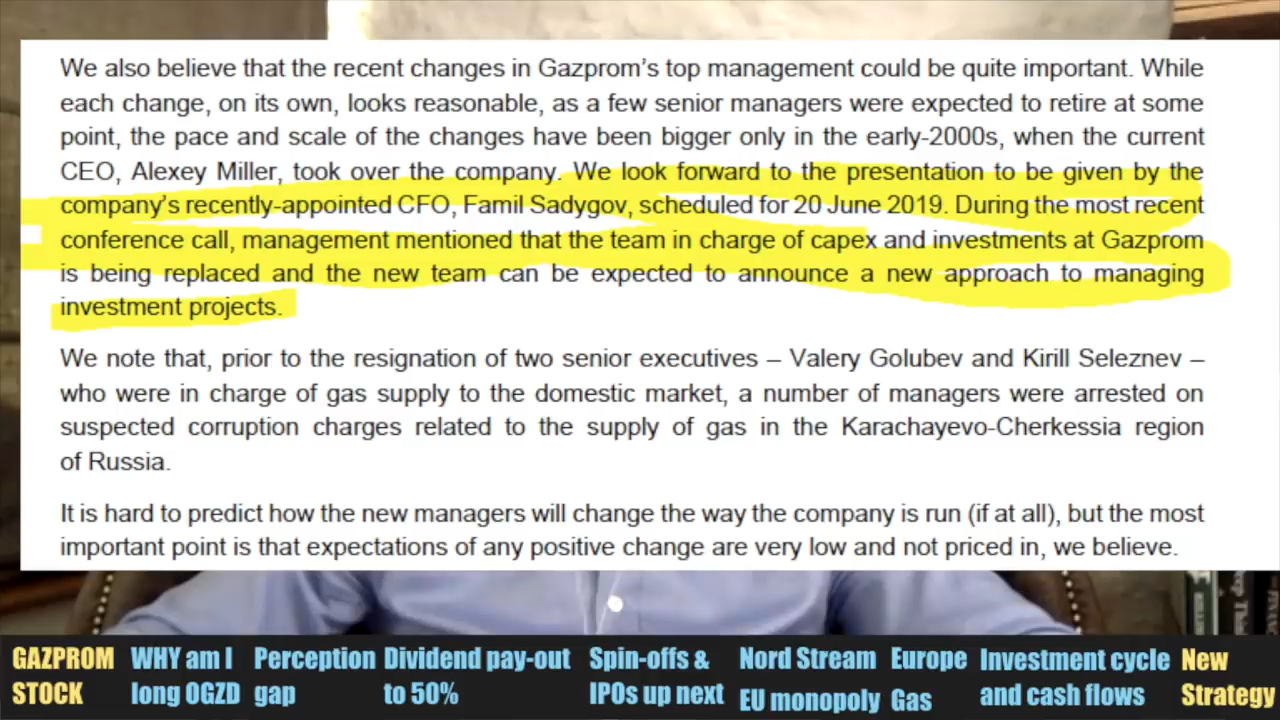 We also believe that the recent changes in Gazprom's top management could be quite important. While
each change, on its own, looks reasonable, as a few senior managers were expected to retire at some
point, the pace and scale of the changes have been bigger only in the early-2000s, when the current
CEO, Alexey Miller, took over the company. We look forward to the presentation to be given by the
company's recently-appointed CFO, Famil Sadygov, scheduled for 20 June 2019. During the most recent
conference call, management mentioned that the team in charge of capex and investments at Gazprom
is being replaced and the new team can be expected to announce a new approach to managing
investment projects.
We note that, prior to the resignation of two senior executives – Valery Golubev and Kirill Seleznev –
who were in charge of gas supply to the domestic market, a number of managers were arrested on
suspected corruption charges related to the supply of gas in the Karachayevo-Cherkessia region
of Russia.
It is hard to predict how the new managers will change the way the company is run (if at all), but the most
important point is that expectations of any positive change are very low and not priced in, we believe.
GAZPROM
STOCK
WHY am I
long OGZD
Perception
gap
Dividend pay-out
to 50%
Spin-offs &
IPOs up next
Nord Stream
EU monopoly
Europe
Gas
Investment cycle
and cash flows
New
Strategy